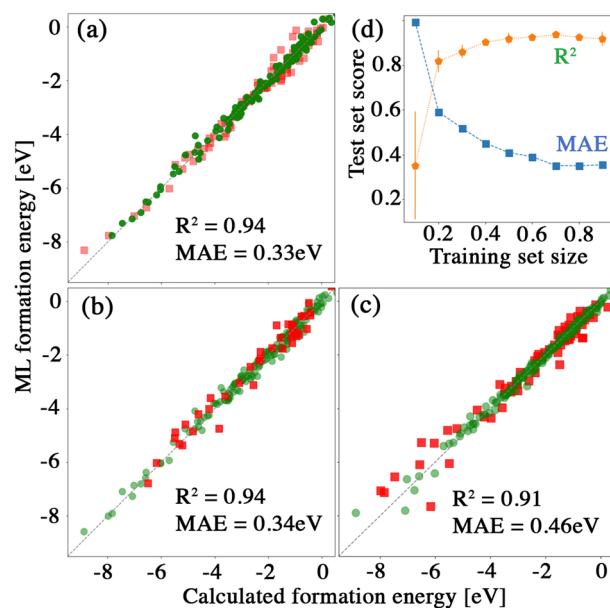 (a)
0
-2
-4
-6
-8
R² = 0.94
MAE = 0.33eV
(d)
Test set score
0.8
0.6
0.4
0.2
R²
MAE
0.2 0.4 0.6 0.8
Training set size
ML formation energy [eV]
(b)
0
-2
-4
-6
-8
R² = 0.94
MAE = 0.34eV
-8 -6 -4 -2 0
(c)
R² = 0.91
MAE = 0.46eV
-8 -6 -4 -2 0
Calculated formation energy [eV]